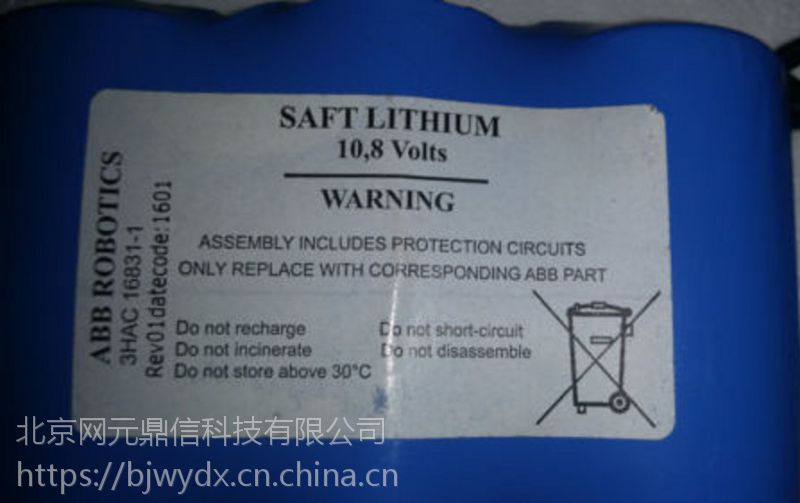 SAFT LITHIUM
10,8 Volts
WARNING
ASSEMBLY INCLUDES PROTECTION CIRCUITS
ONLY REPLACE WITH CORRESPONDING ABB PART
Do not recharge
Do not short-circuit
Do not incinerate
Do not disassemble
Do not store above 30°C
ABB ROBOTICS
3HAC 16831-1
Rev01datecode:1601
北京网元鼎信科技有限公司
https://bjwydx.cn.china.cn